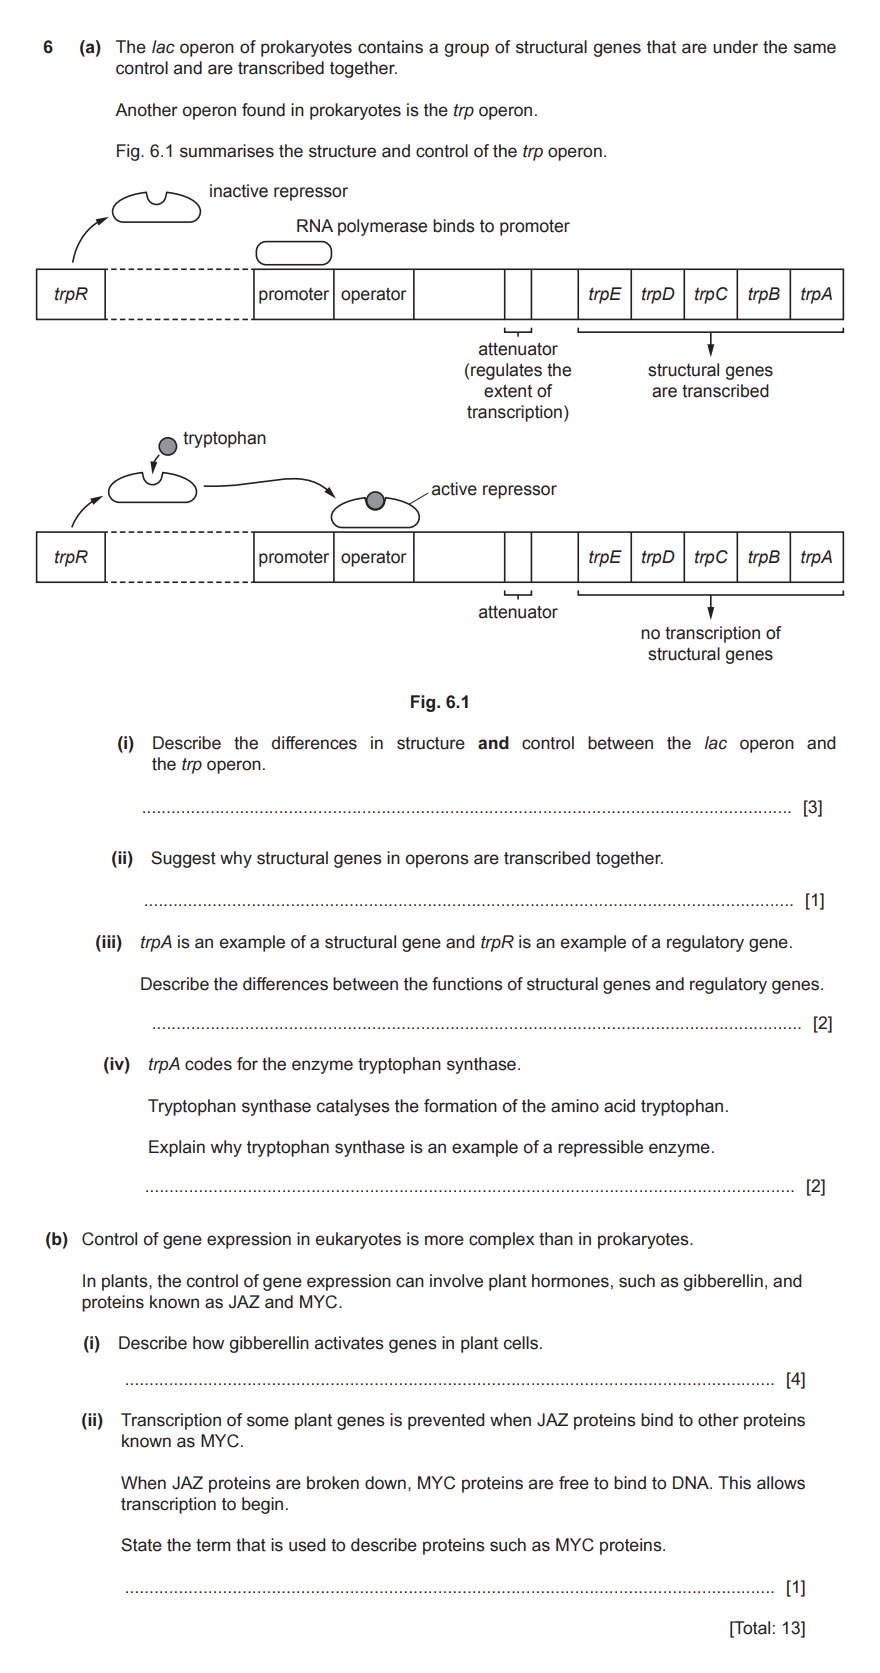 6 (a) The lac operon of prokaryotes contains a group of structural genes that are under the same
control and are transcribed together.
Another operon found in prokaryotes is the trp operon.
Fig. 6.1 summarises the structure and control of the trp operon.
inactive repressor
RNA polymerase binds to promoter
trpR promoter operator trpE trpD trpC trpB trpA
attenuator
(regulates the
extent of
transcription)
structural genes
are transcribed
tryptophan
active repressor
trpR promoter operator trpE trpD trpC trpB trpA
attenuator
no transcription of
structural genes
Fig. 6.1
(i) Describe the differences in structure and control between the lac operon and
the trp operon.
[3]
(ii) Suggest why structural genes in operons are transcribed together.
[1]
(iii) trpA is an example of a structural gene and trpR is an example of a regulatory gene.
Describe the differences between the functions of structural genes and regulatory genes.
[2]
(iv) trpA codes for the enzyme tryptophan synthase.
Tryptophan synthase catalyses the formation of the amino acid tryptophan.
Explain why tryptophan synthase is an example of a repressible enzyme.
[2]
(b) Control of gene expression in eukaryotes is more complex than in prokaryotes.
In plants, the control of gene expression can involve plant hormones, such as gibberellin, and
proteins known as JAZ and MYC.
(i) Describe how gibberellin activates genes in plant cells.
[4]
(ii) Transcription of some plant genes is prevented when JAZ proteins bind to other proteins
known as MYC.
When JAZ proteins are broken down, MYC proteins are free to bind to DNA. This allows
transcription to begin.
State the term that is used to describe proteins such as MYC proteins.
[1]
[Total: 13]